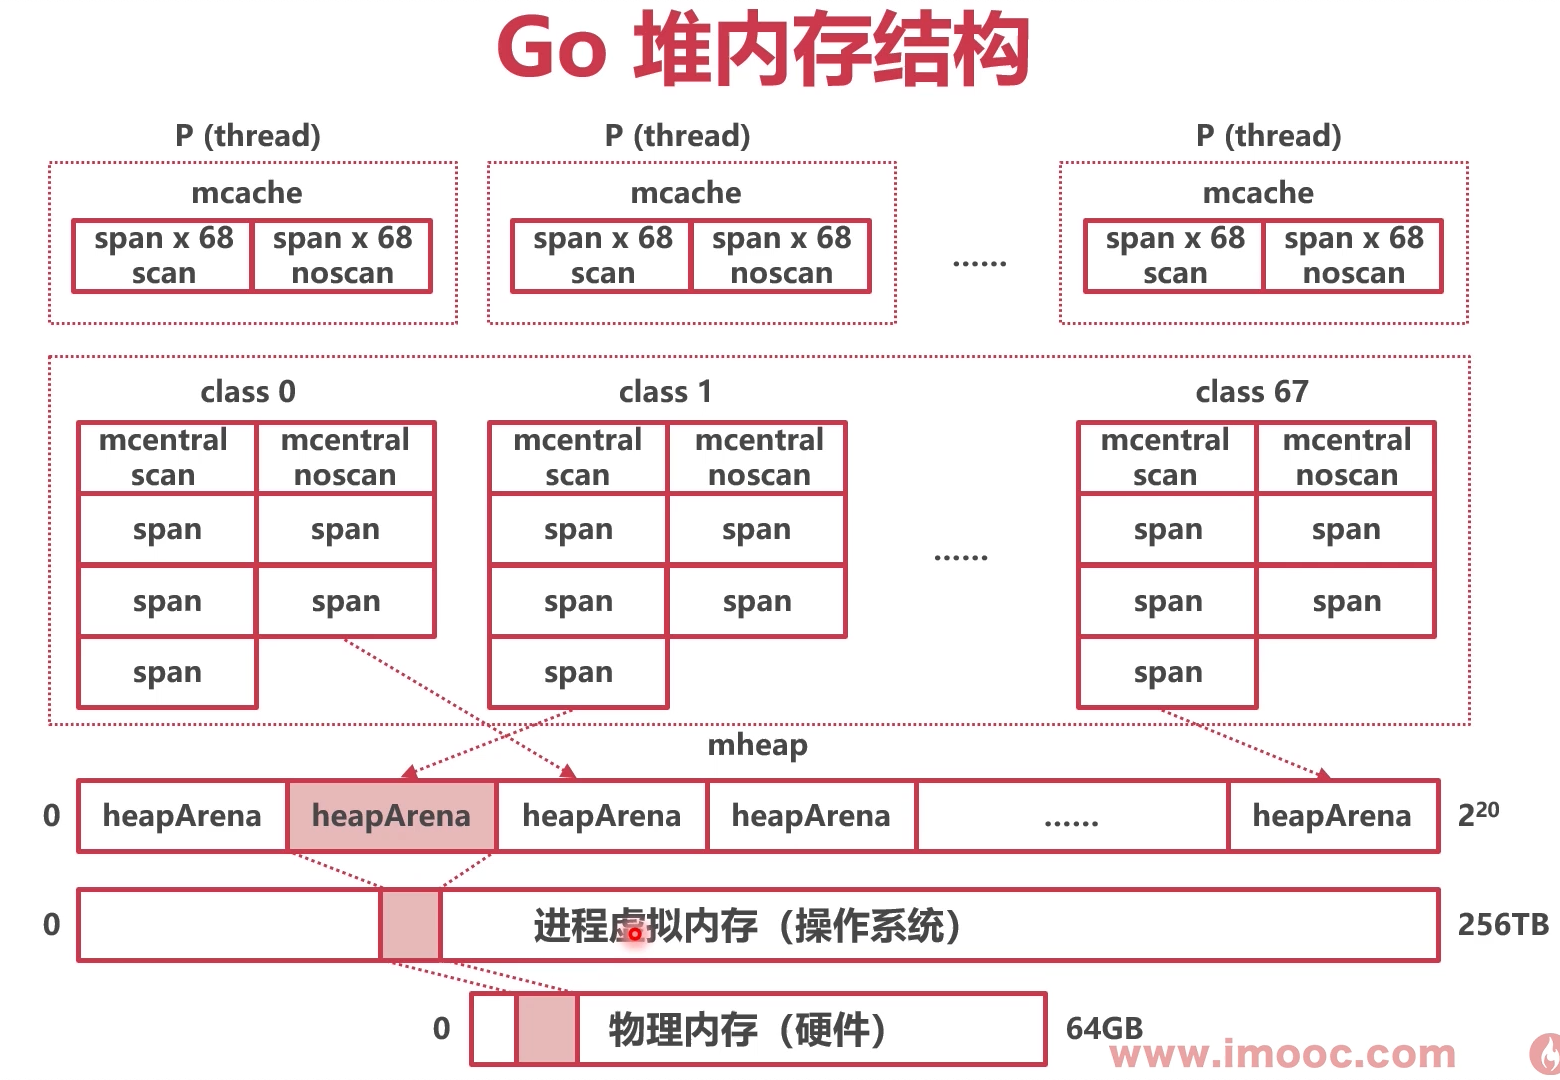 Go 堆内存结构
P (thread) P (thread) P (thread)
mcache mcache mcache
span x 68 span x 68 span x 68 span x 68 ...... span x 68 span x 68
scan noscan scan noscan scan noscan
class 0 class 1 class 67
mcentral mcentral mcentral mcentral mcentral mcentral
scan noscan scan noscan scan noscan
span span span span span span
......
span span span span span span
span span span
mheap
0 heapArena heapArena heapArena heapArena ...... heapArena 2²⁰
0 进程虚拟内存（操作系统） 256TB
0 物理内存（硬件） 64GB
www.imooc.com